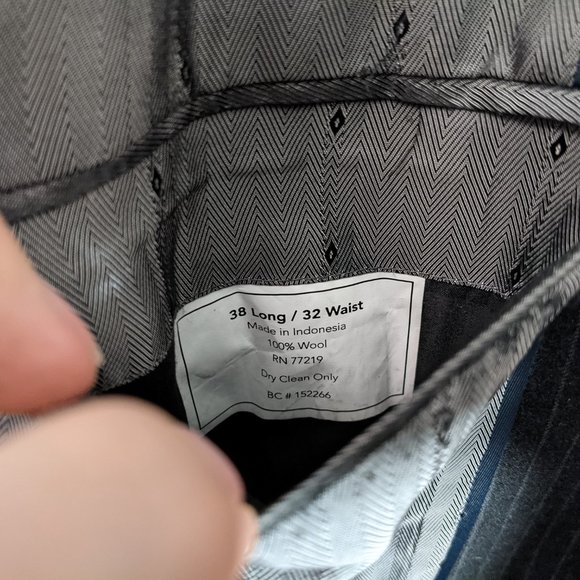 38 Long / 32 Waist
Made in Indonesia
100% Wool
RN 77219
Dry Clean Only
BC # 152266